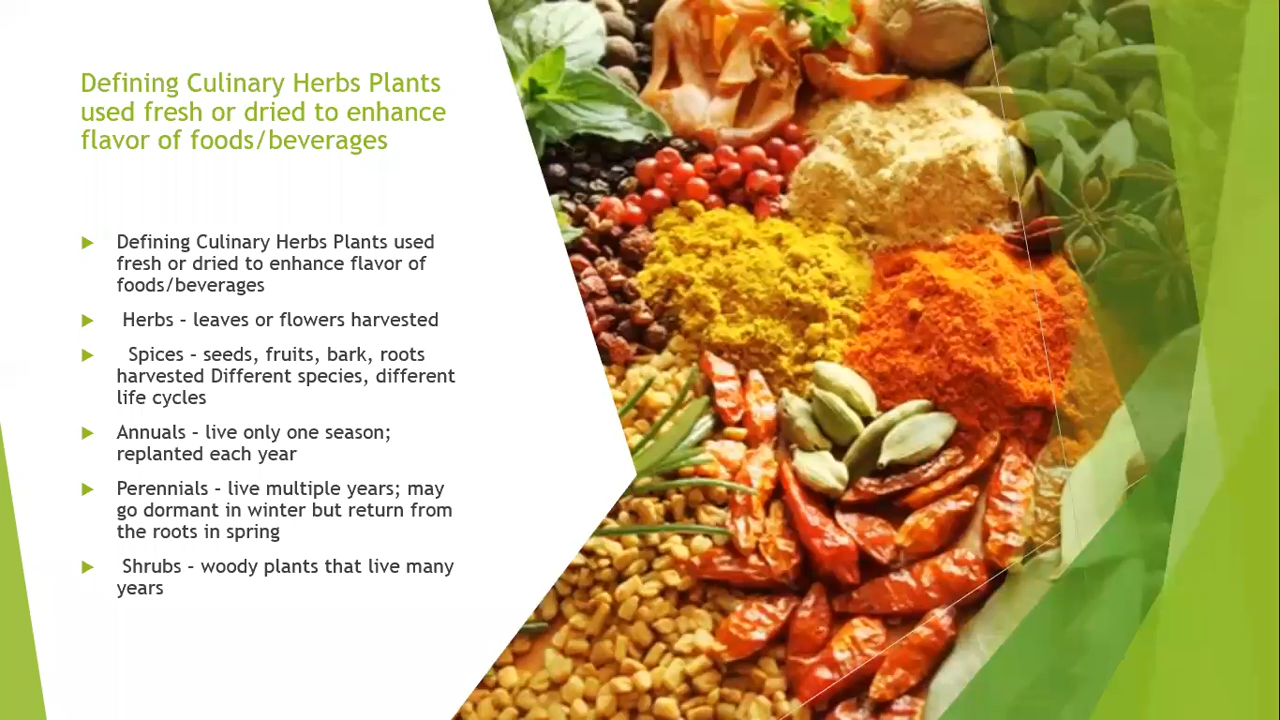 Defining Culinary Herbs Plants
used fresh or dried to enhance
flavor of foods/beverages
Defining Culinary Herbs Plants used
fresh or dried to enhance flavor of
foods/beverages
Herbs – leaves or flowers harvested
Spices – seeds, fruits, bark, roots
harvested Different species, different
life cycles
Annuals – live only one season;
replanted each year
Perennials – live multiple years; may
go dormant in winter but return from
the roots in spring
Shrubs – woody plants that live many
years